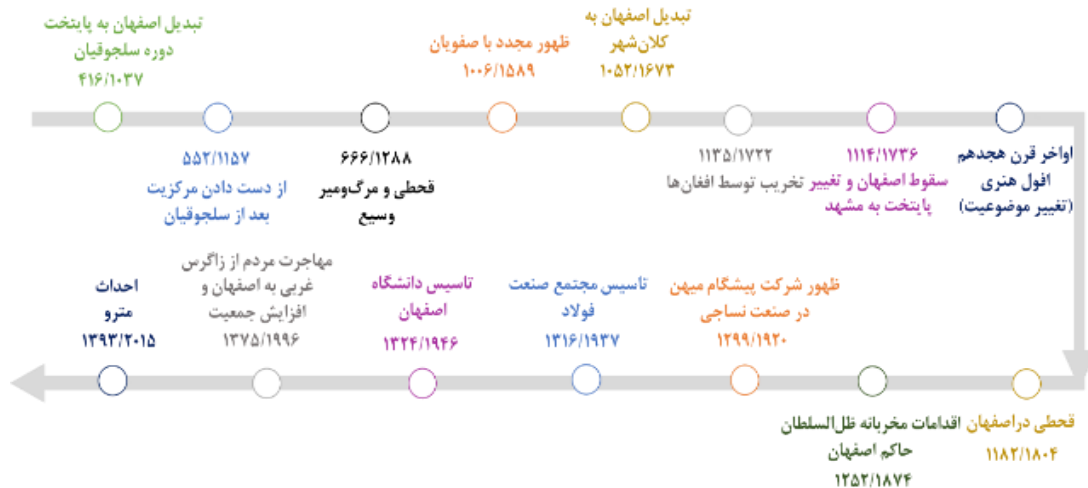 تبدیل اصفهان به پایتخت
دوره سلجوقیان
۴۱۶/۱۰۳۷
۵۵۲/۱۱۵۷
از دست دادن مرکزیت
بعد از سلجوقیان
۶۶۶/۱۲۸۸
قحطی و مرگ‌ومیر
وسیع
ظهور مجدد با صفویان
۱۰۰۶/۱۵۸۹
تبدیل اصفهان به
کلان‌شهر
۱۰۵۲/۱۶۷۳
۱۱۳۵/۱۷۲۲
تخریب توسط افغان‌ها
۱۱۱۴/۱۷۳۶
سقوط اصفهان و تغییر
پایتخت به مشهد
اواخر قرن هجدهم
افول هنری
(تغییر موضوعیت)
قحطی دراصفهان
۱۱۸۲/۱۸۰۴
اقدامات مخربانه ظل‌السلطان
حاکم اصفهان
۱۲۵۲/۱۸۷۴
ظهور شرکت پیشگام میهن
در صنعت نساجی
۱۲۹۹/۱۹۲۰
تاسیس مجتمع صنعت
فولاد
۱۳۱۶/۱۹۳۷
تاسیس دانشگاه
اصفهان
۱۳۲۴/۱۹۴۶
مهاجرت مردم از زاگرس
غربی به اصفهان و
افزایش جمعیت
۱۳۷۵/۱۹۹۶
احداث
مترو
۱۳۹۳/۲۰۱۵